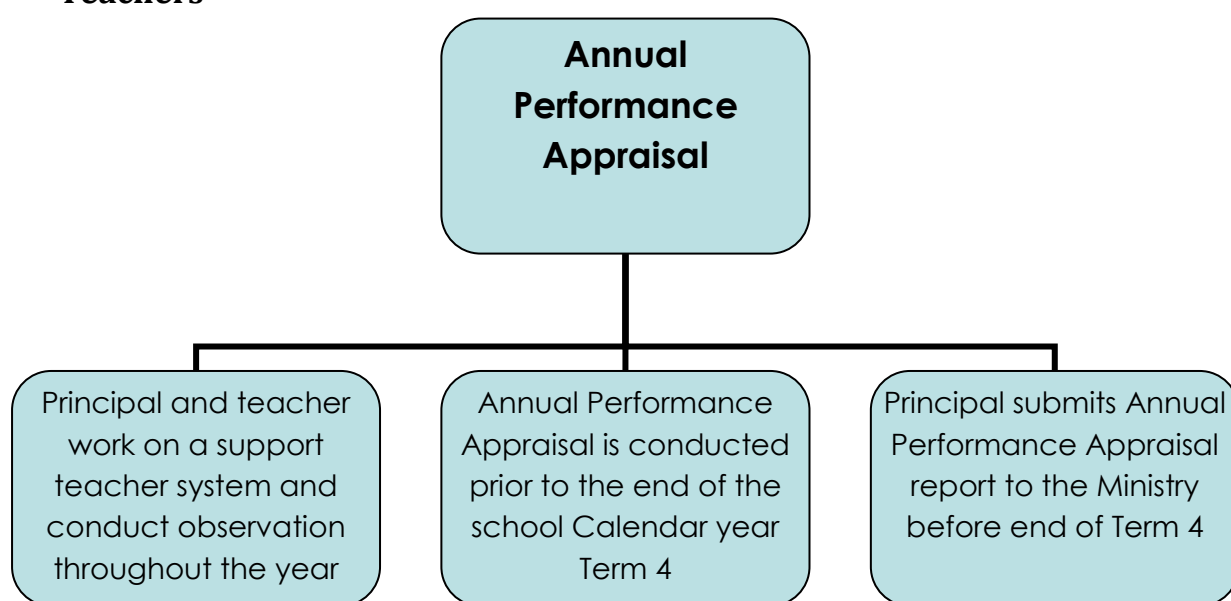 Teachers
Annual
Performance
Appraisal
Principal and teacher
work on a support
teacher system and
conduct observation
throughout the year
Annual Performance
Appraisal is conducted
prior to the end of the
school Calendar year
Term 4
Principal submits Annual
Performance Appraisal
report to the Ministry
before end of Term 4